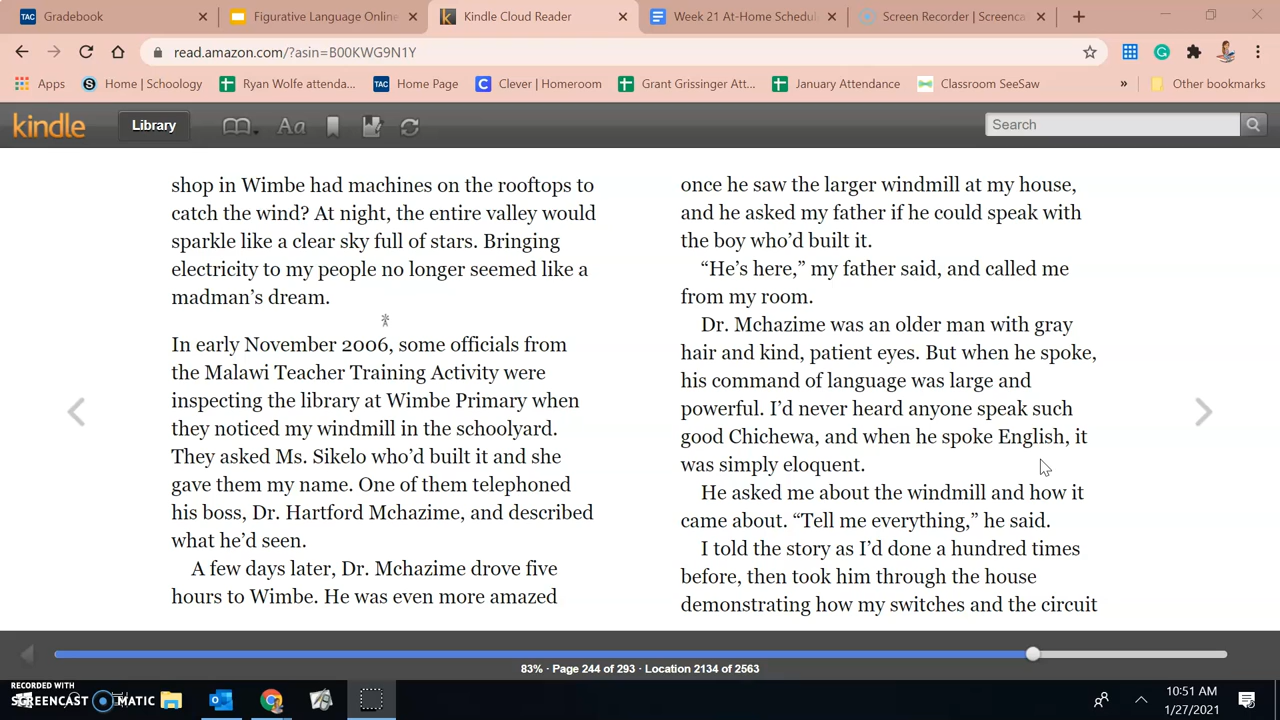 Gradebook
Figurative Language Online
Kindle Cloud Reader
Week 21 At Home Schedul
Screen Recorder | Screenca
read.amazon.com/?asin=B00KWG9N1Y
Apps
Home | Schoology
Ryan Wolfe attenda...
Home Page
Clever | Homeroom
Grant Grissinger Att...
January Attendance
Classroom SeeSaw
»
Other bookmarks
kindle
Library
Aa
Search
shop in Wimbe had machines on the rooftops to
catch the wind? At night, the entire valley would
sparkle like a clear sky full of stars. Bringing
electricity to my people no longer seemed like a
madman’s dream.
In early November 2006, some officials from
the Malawi Teacher Training Activity were
inspecting the library at Wimbe Primary when
they noticed my windmill in the schoolyard.
They asked Ms. Sikelo who’d built it and she
gave them my name. One of them telephoned
his boss, Dr. Hartford Mchazime, and described
what he’d seen.
A few days later, Dr. Mchazime drove five
hours to Wimbe. He was even more amazed
once he saw the larger windmill at my house,
and he asked my father if he could speak with
the boy who’d built it.
“He’s here,” my father said, and called me
from my room.
Dr. Mchazime was an older man with gray
hair and kind, patient eyes. But when he spoke,
his command of language was large and
powerful. I’d never heard anyone speak such
good Chichewa, and when he spoke English, it
was simply eloquent.
He asked me about the windmill and how it
came about. “Tell me everything,” he said.
I told the story as I’d done a hundred times
before, then took him through the house
demonstrating how my switches and the circuit
83% · Page 244 of 293 · Location 2134 of 2563
RECORDED WITH
SCREENCAST MATIC
10:51 AM
1/27/2021